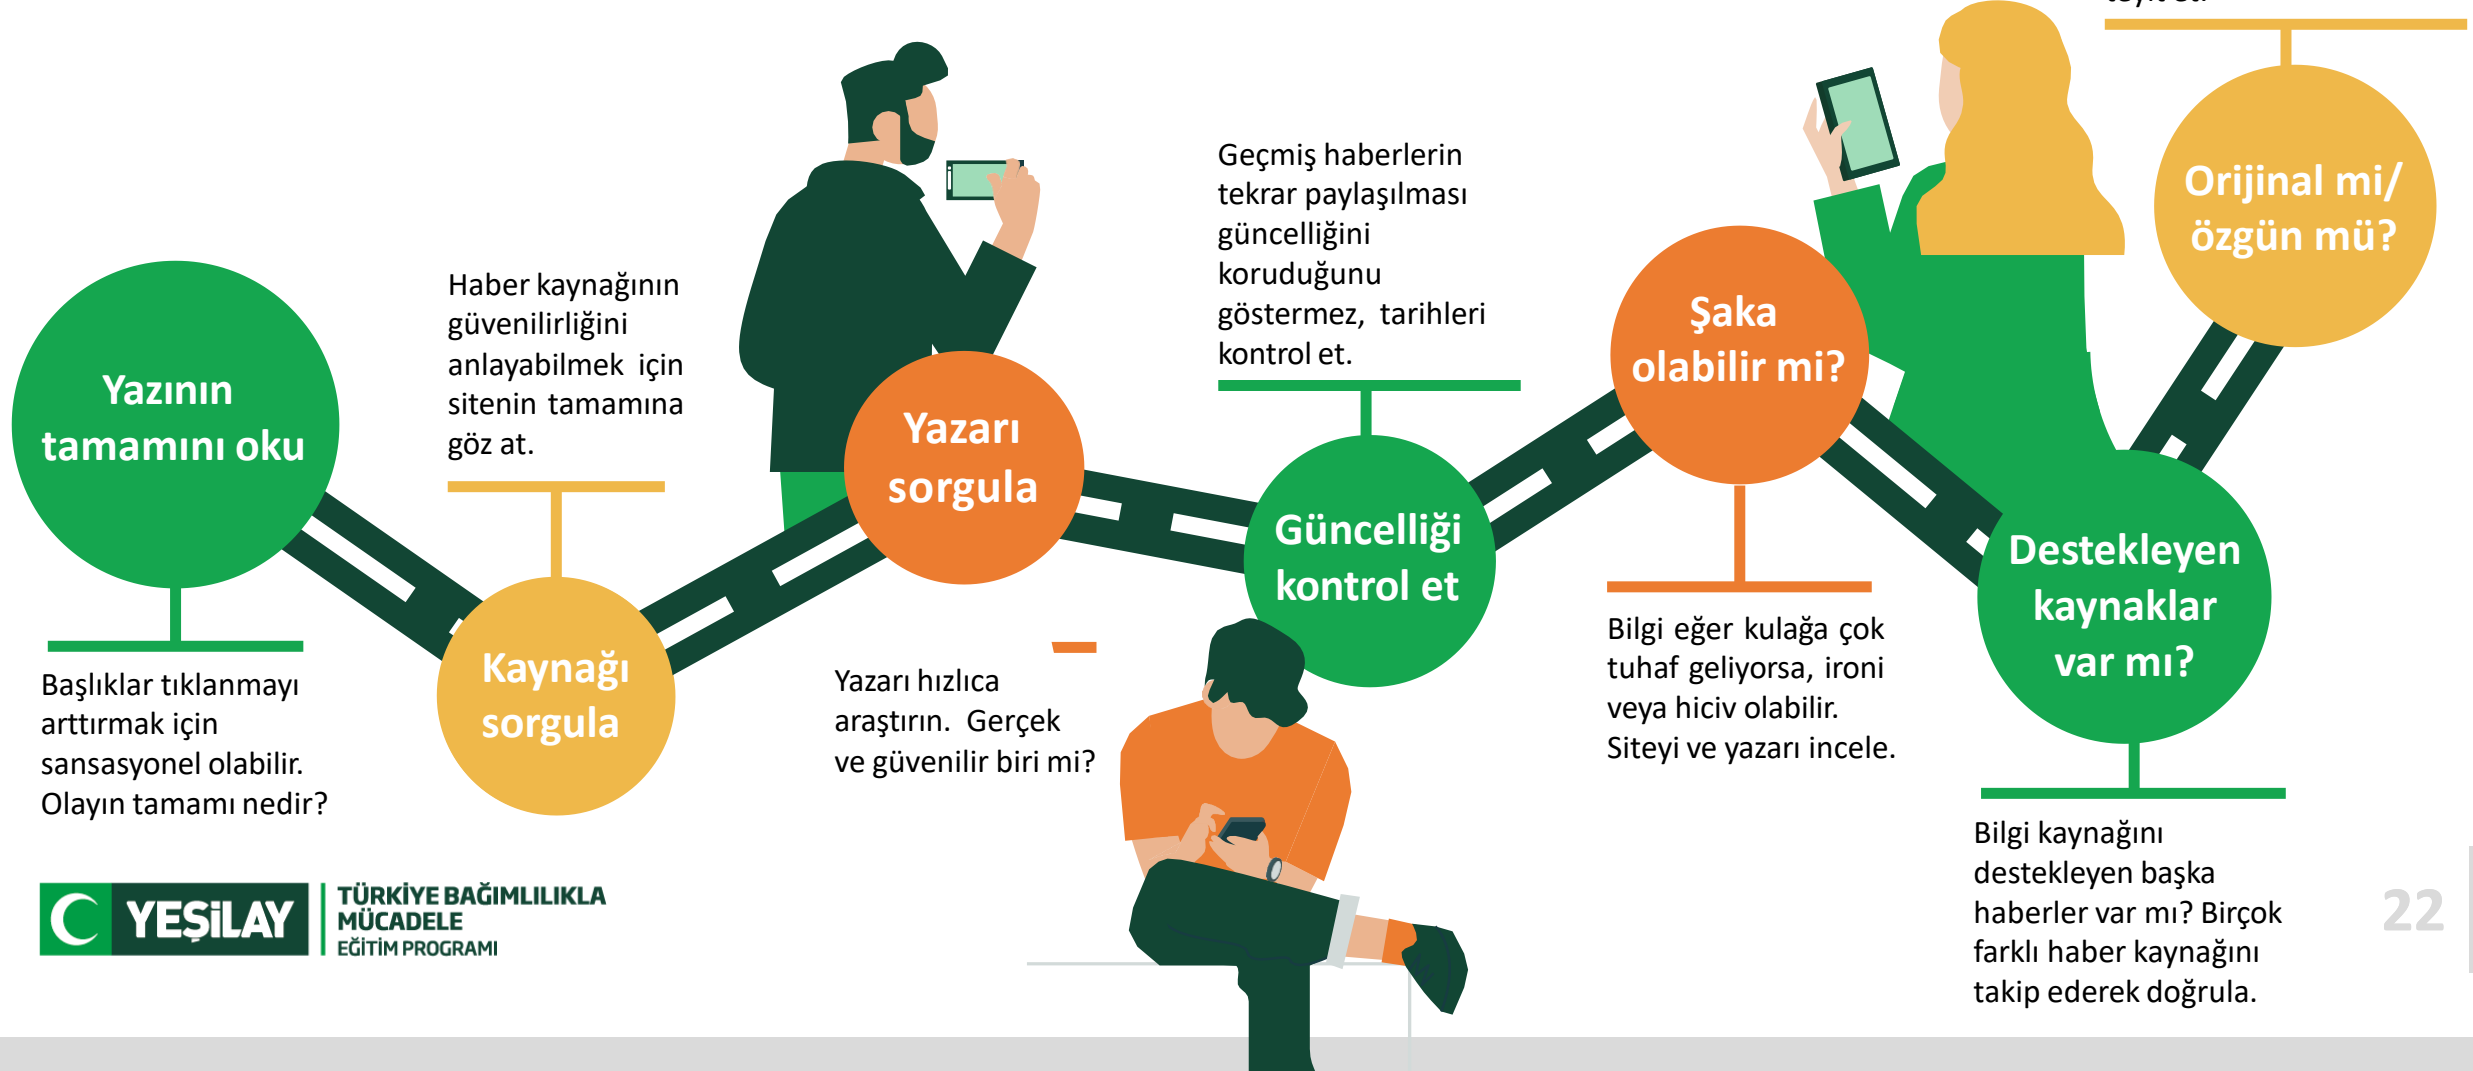 Yazının
tamamını oku
Başlıklar tıklanmayı
arttırmak için
sansasyonel olabilir.
Olayın tamamı nedir?
Haber kaynağının
güvenilirliğini
anlayabilmek için
sitenin tamamına
göz at.
Kaynağı
sorgula
Yazarı
sorgula
Yazarı hızlıca
araştırın. Gerçek
ve güvenilir biri mi?
Geçmiş haberlerin
tekrar paylaşılması
güncelliğini
koruduğunu
göstermez, tarihleri
kontrol et.
Güncelliği
kontrol et
Şaka
olabilir mi?
Bilgi eğer kulağa çok
tuhaf geliyorsa, ironi
veya hiciv olabilir.
Siteyi ve yazarı incele.
Destekleyen
kaynaklar
var mı?
Bilgi kaynağını
destekleyen başka
haberler var mı? Birçok
farklı haber kaynağını
takip ederek doğrula.
Orijinal mi/
özgün mü?
YEŞİLAY
TÜRKİYE BAĞIMLILIKLA
MÜCADELE
EĞİTİM PROGRAMI
22